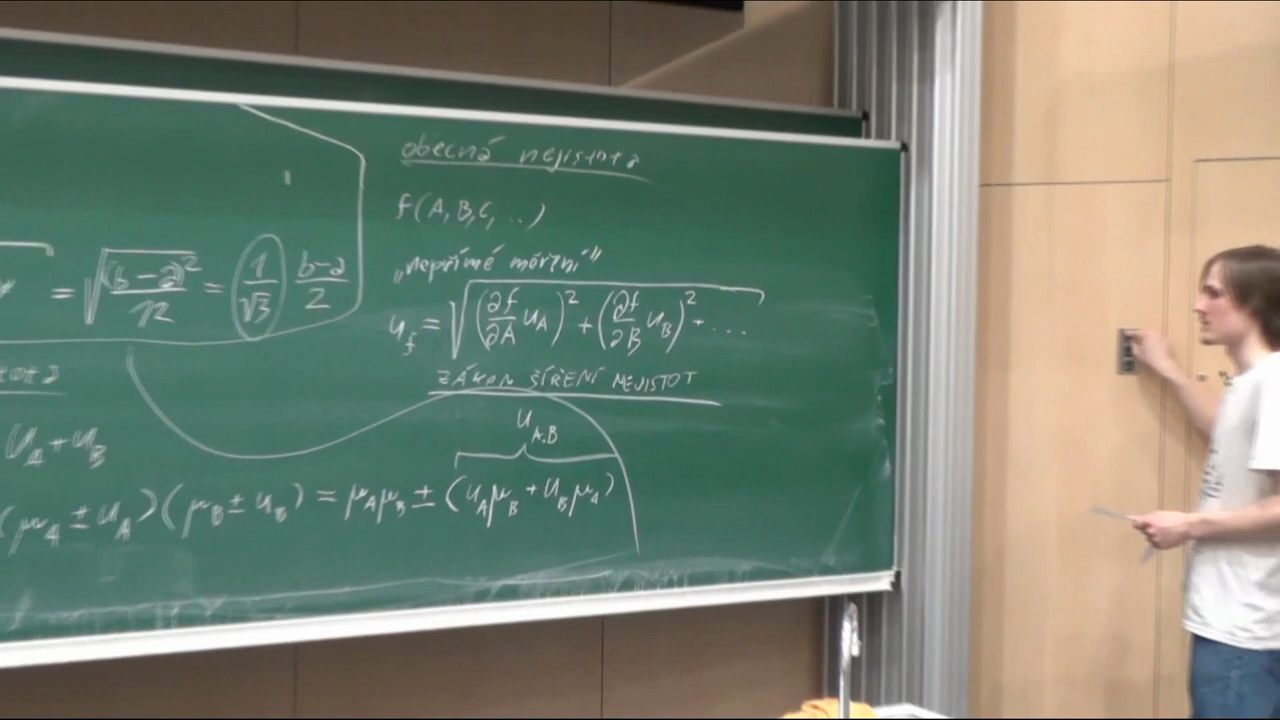 = √((b-a)²/12) = (1/√3) (b-a)/2
U_A + U_B
(μ_A ± u_A)(μ_B ± u_B) = μ_A μ_B ± (u_A μ_B + u_B μ_A)
u_A.B
obecná nejistota
f(A, B, C, ..)
„nepřímé měření"
u_f = √((∂f/∂A u_A)² + (∂f/∂B u_B)² + ...
ZÁKON ŠÍŘENÍ NEJISTOT